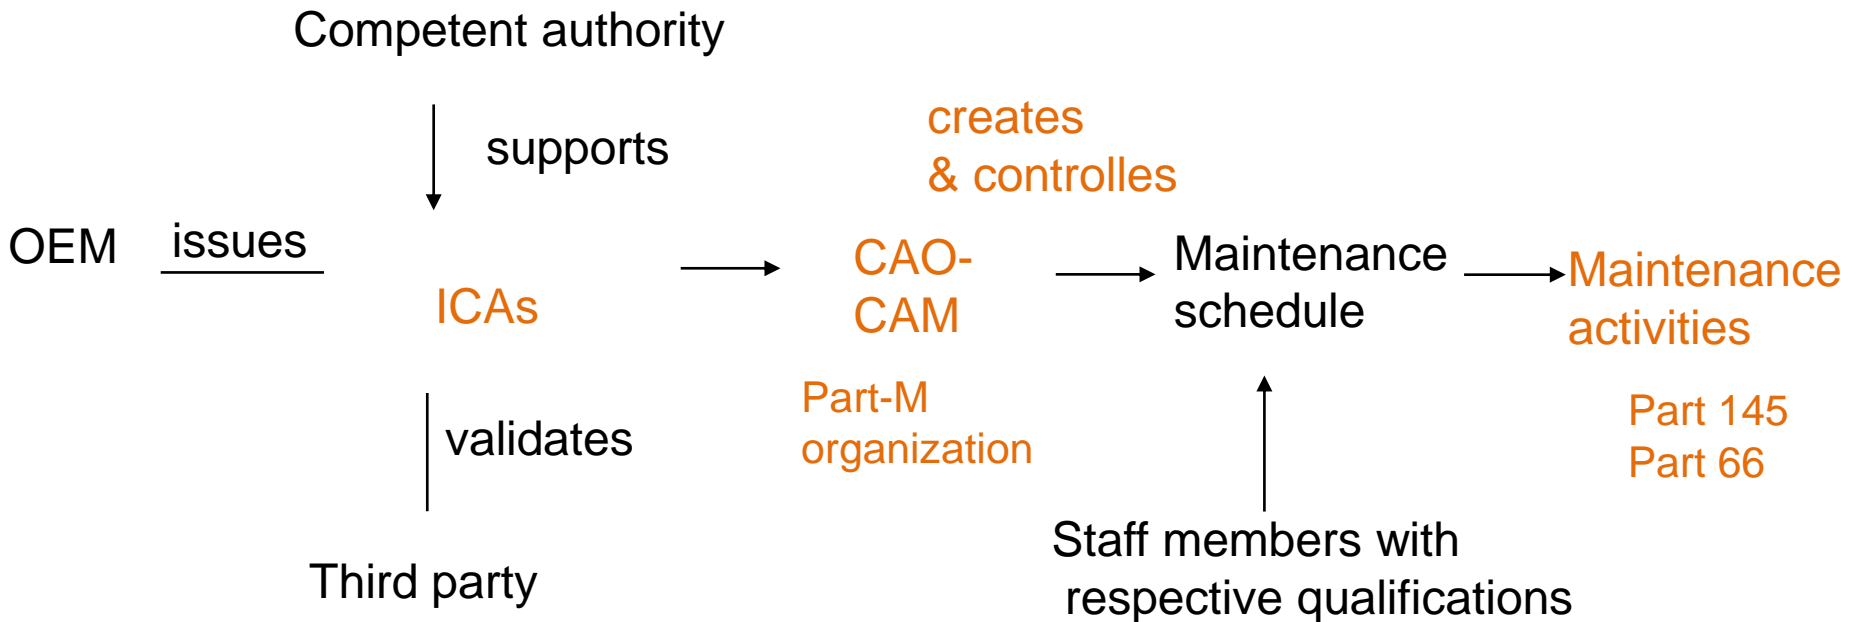 Competent authority
supports
creates
& controlles
OEM
issues
ICAs
CAO-
CAM
Maintenance
schedule
Maintenance
activities
Part-M
organization
Part 145
Part 66
validates
Third party
Staff members with
respective qualifications